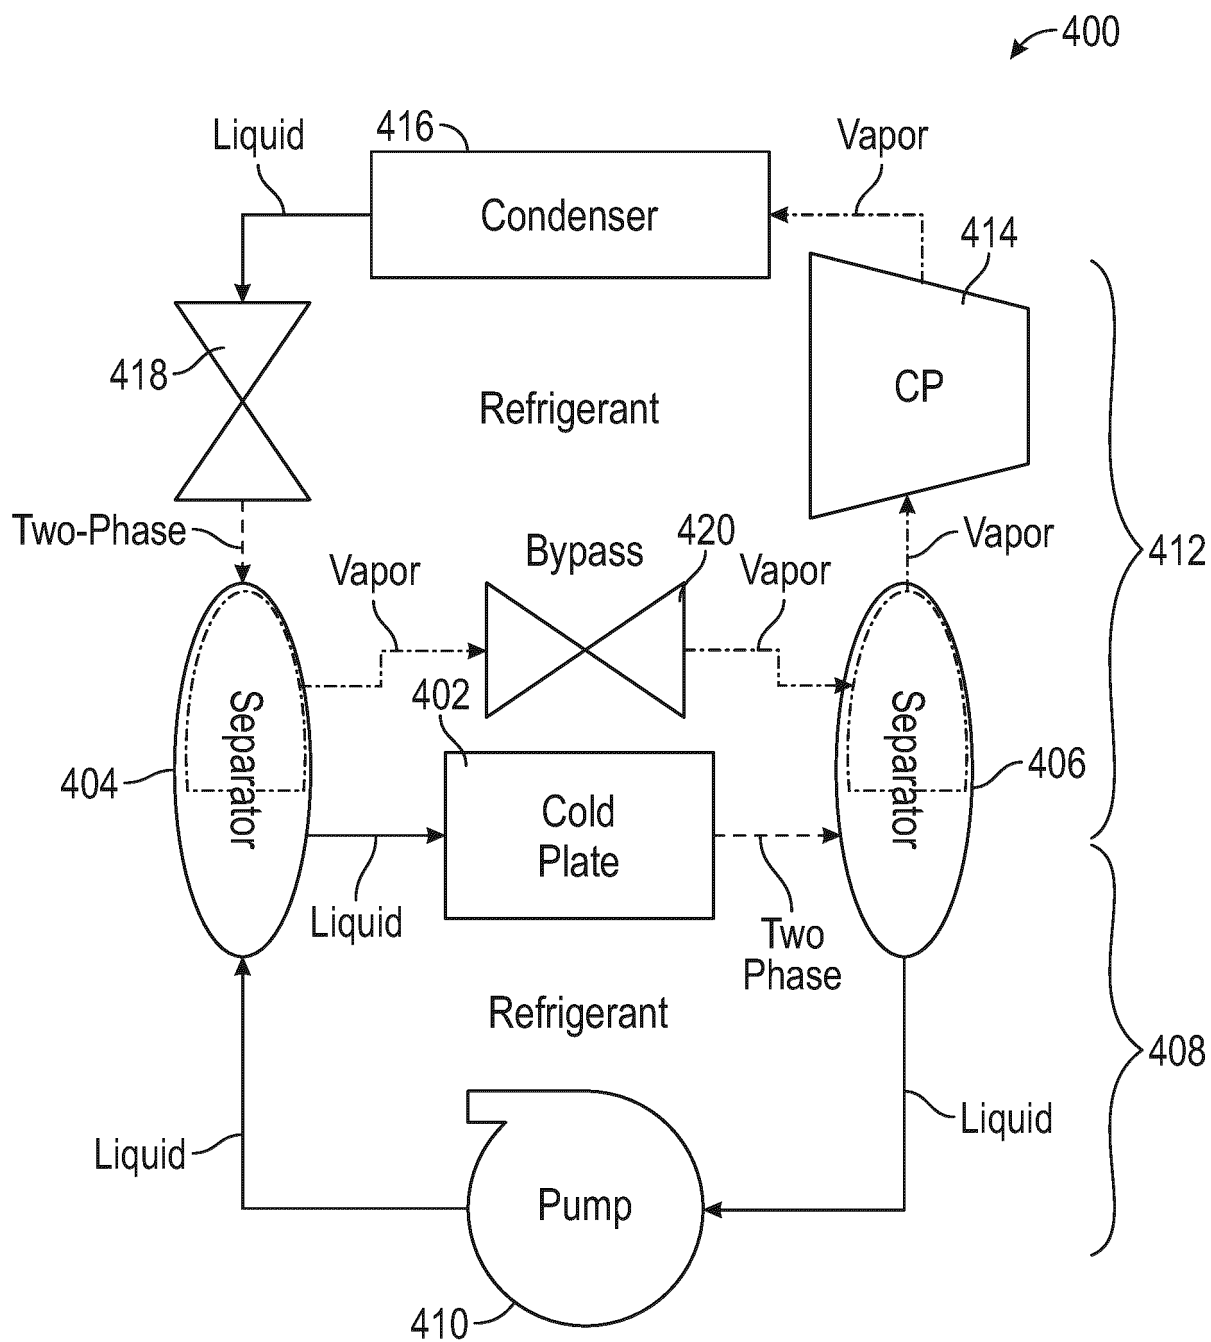 400
416
Liquid
Vapor
Condenser
414
418
CP
Refrigerant
Two-Phase
Vapor
412
Bypass
420
Vapor
Vapor
402
Separator
Separator
404
406
Cold
Plate
Liquid
Two
Phase
Refrigerant
408
Liquid
Liquid
Pump
410